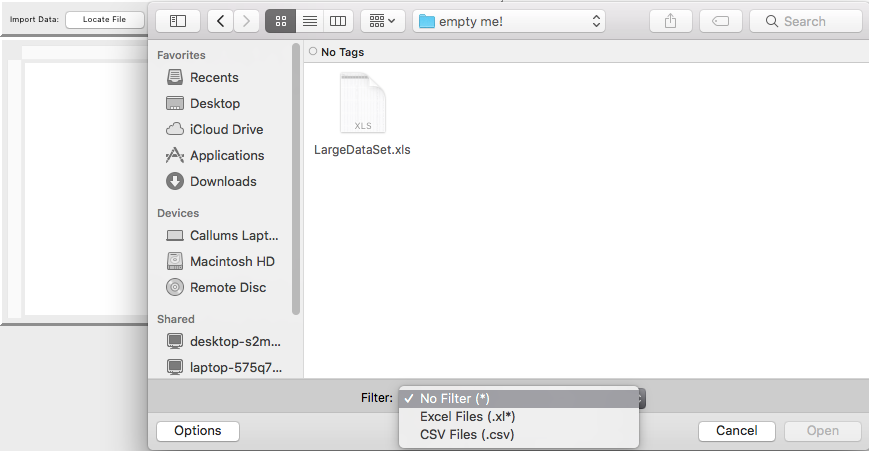 Import Data: Locate File
empty me!
Search
Favorites
Recents
Desktop
iCloud Drive
Applications
Downloads
Devices
Callums Lapt...
Macintosh HD
Remote Disc
Shared
desktop-s2m...
laptop-575q7...
No Tags
XLS
LargeDataSet.xls
Filter:
✓ No Filter (*)
Excel Files (.xl*)
CSV Files (.csv)
Options
Cancel
Open